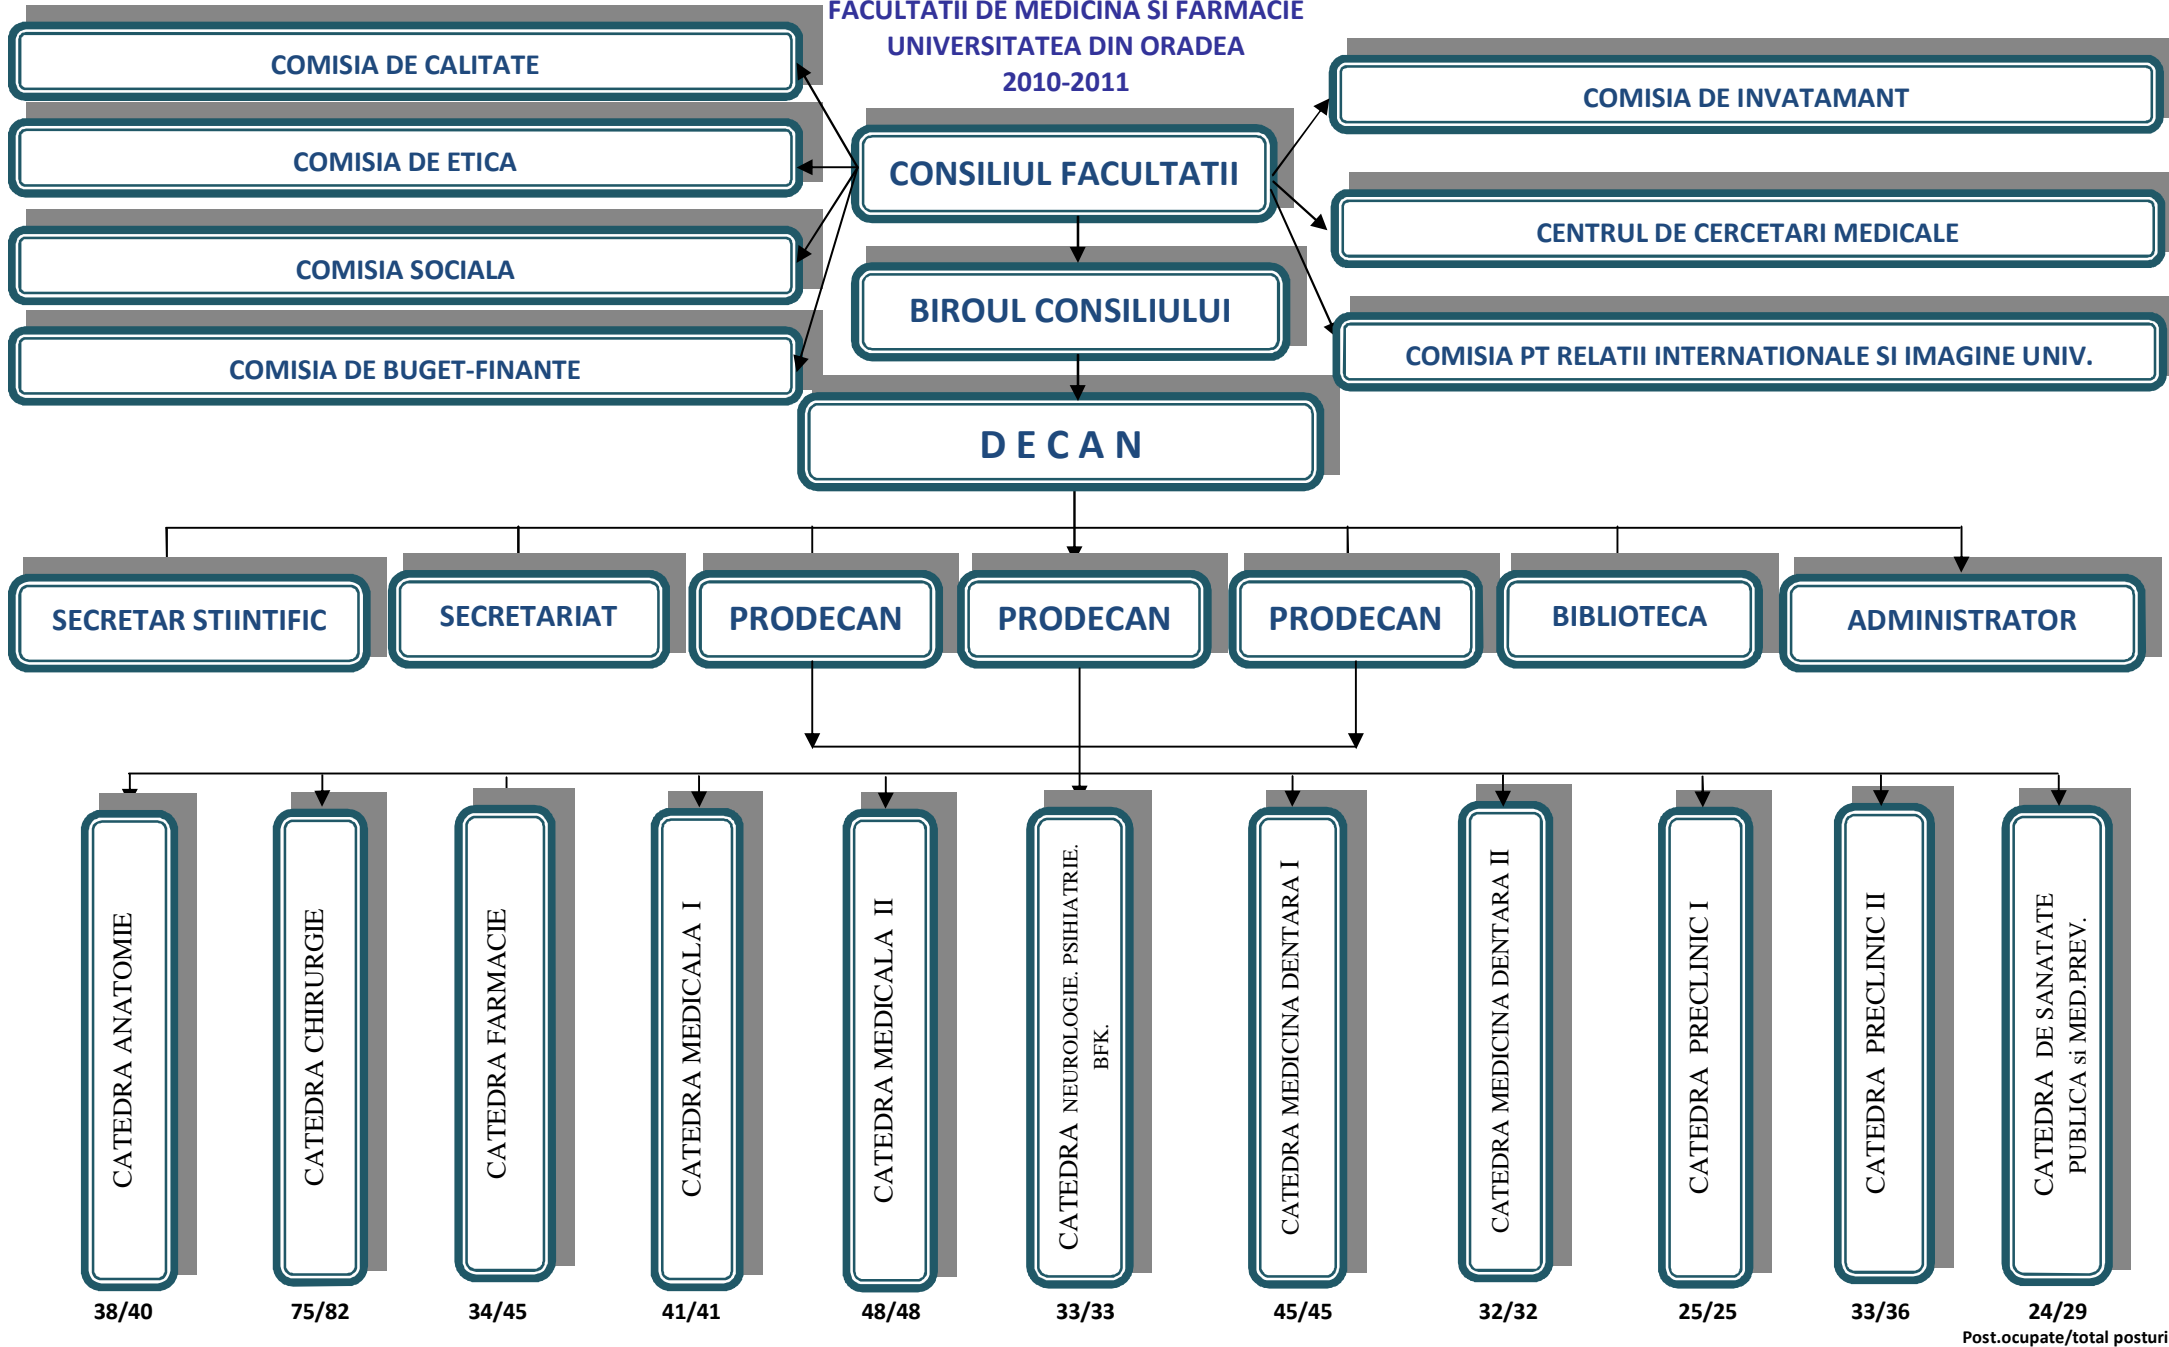 FACULTATII DE MEDICINA SI FARMACIE
UNIVERSITATEA DIN ORADEA
2010-2011
COMISIA DE CALITATE
COMISIA DE ETICA
COMISIA SOCIALA
COMISIA DE BUGET-FINANTE
CONSILIUL FACULTATII
BIROUL CONSILIULUI
D E C A N
COMISIA DE INVATAMANT
CENTRUL DE CERCETARI MEDICALE
COMISIA PT RELATII INTERNATIONALE SI IMAGINE UNIV.
SECRETAR STIINTIFIC
SECRETARIAT
PRODECAN
PRODECAN
PRODECAN
BIBLIOTECA
ADMINISTRATOR
CATEDRA ANATOMIE
CATEDRA CHIRURGIE
CATEDRA FARMACIE
CATEDRA MEDICALA I
CATEDRA MEDICALA II
CATEDRA NEUROLOGIE. PSIHIATRIE.
BFK.
CATEDRA MEDICINA DENTARA I
CATEDRA MEDICINA DENTARA II
CATEDRA PRECLINIC I
CATEDRA PRECLINIC II
CATEDRA DE SANATATE
PUBLICA si MED.PREV.
38/40
75/82
34/45
41/41
48/48
33/33
45/45
32/32
25/25
33/36
24/29
Post.ocupate/total posturi